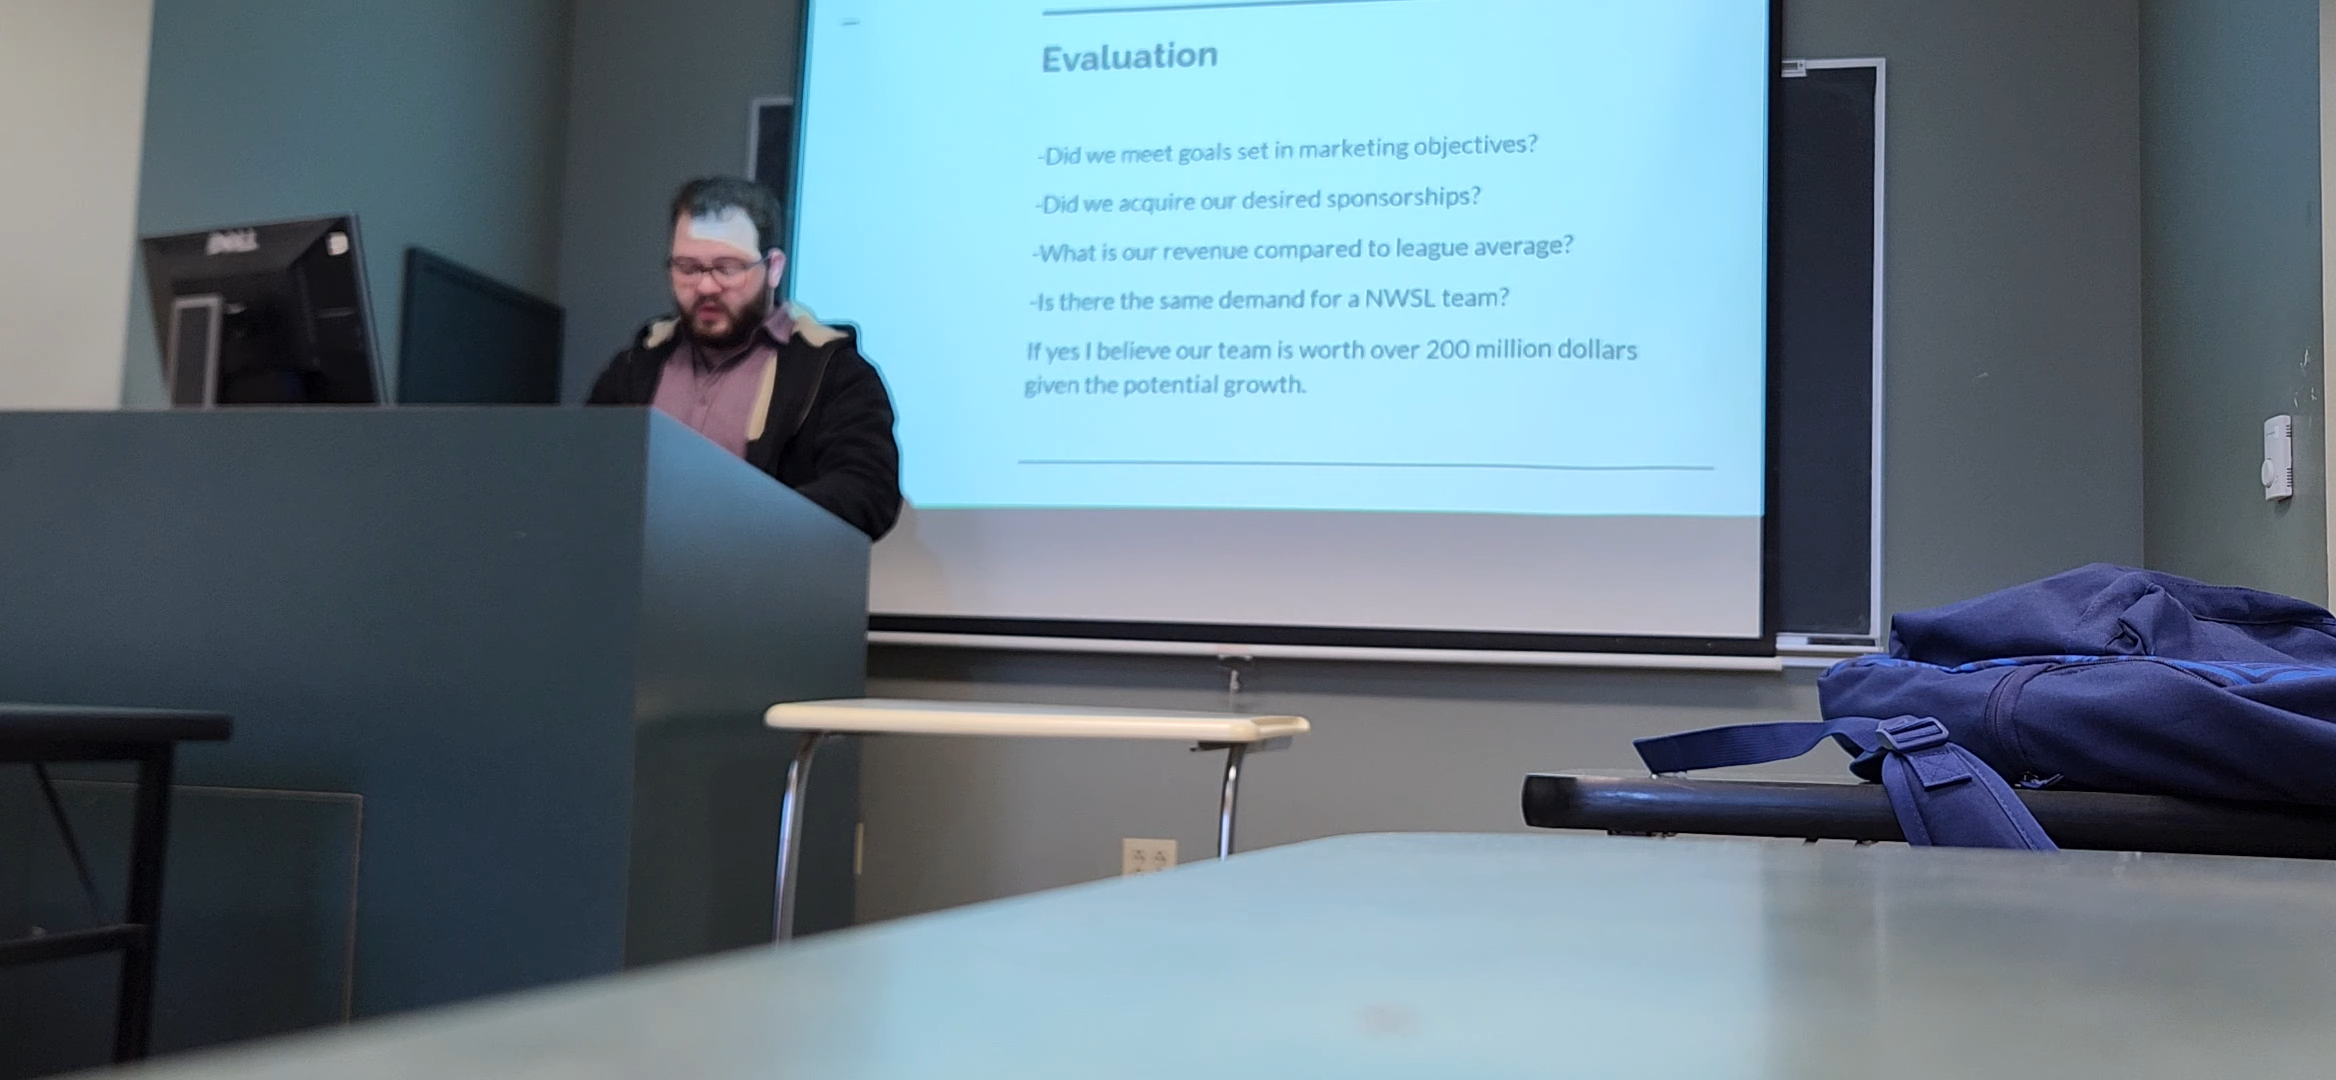 DELL
Evaluation
-Did we meet goals set in marketing objectives?
-Did we acquire our desired sponsorships?
-What is our revenue compared to league average?
-Is there the same demand for a NWSL team?
If yes I believe our team is worth over 200 million dollars
given the potential growth.